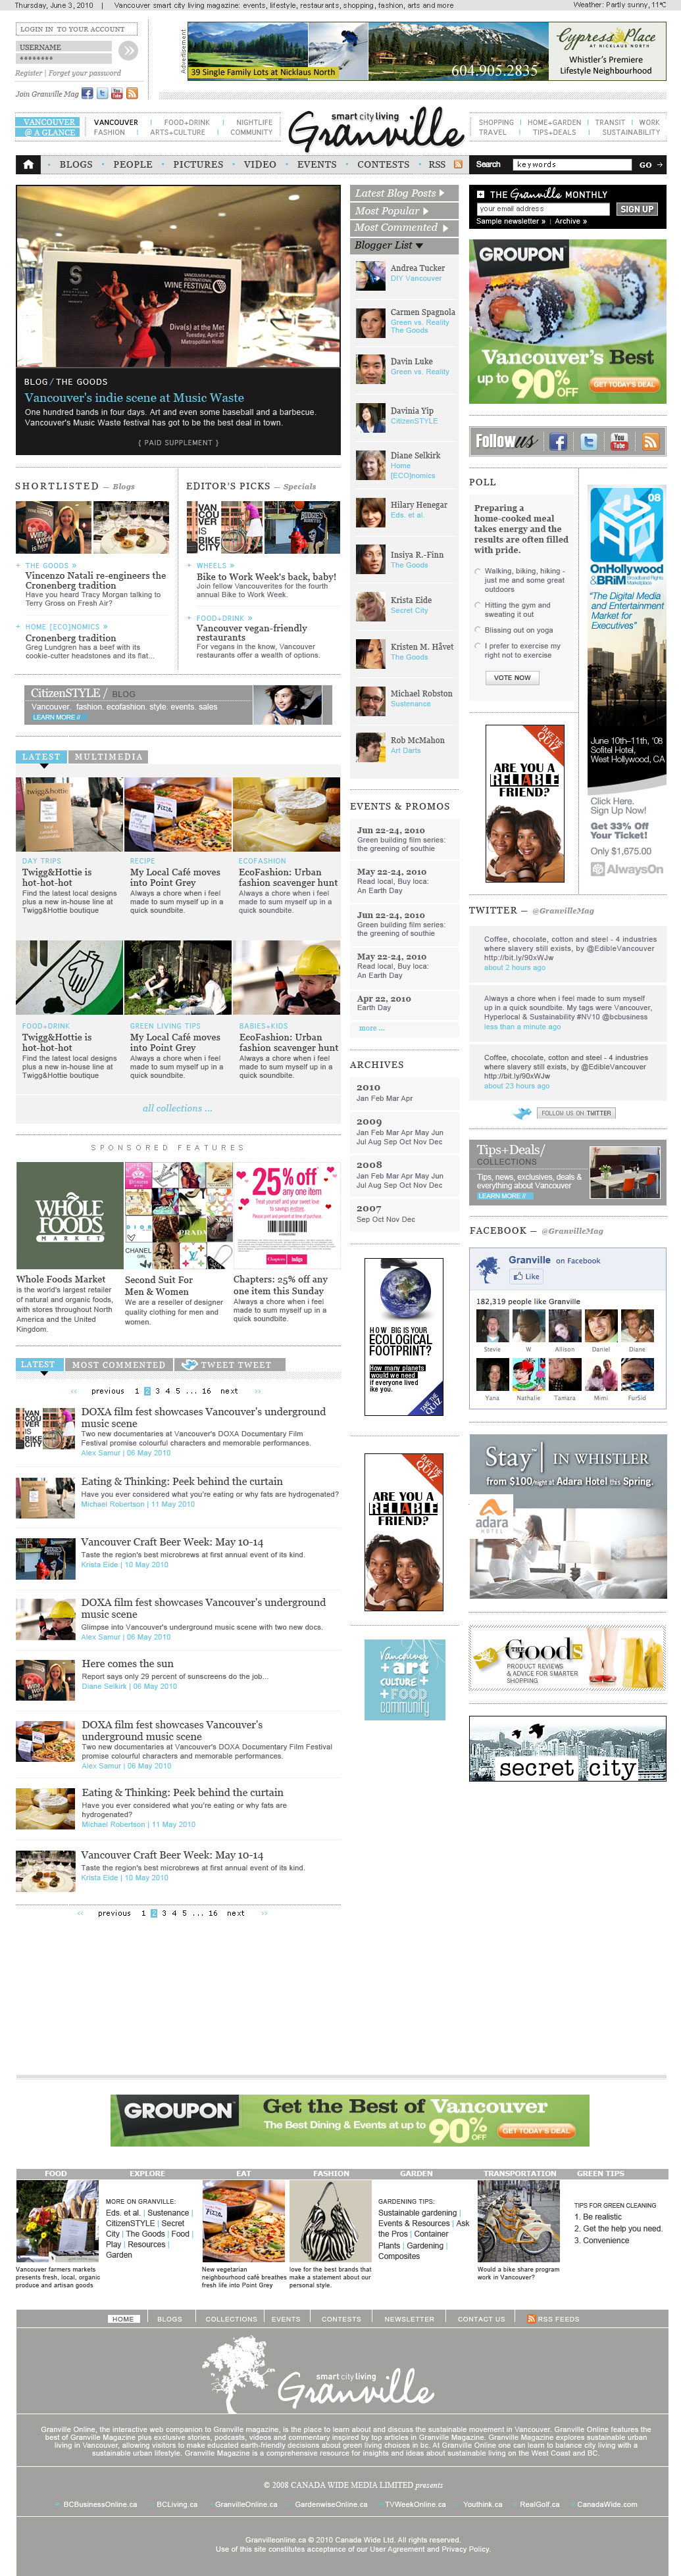 Thursday, June 3, 2010 | Vancouver smart city living magazine: events, lifestyle, restaurants, shopping, fashion, arts and more
Weather: Partly sunny, 11°C
LOGIN IN TO YOUR ACCOUNT
USERNAME
********
Register | Forget your password
Join Granville Mag
Advertisement
39 Single Family Lots at Nicklaus North
604.905.2835
Cypress Place
AT NICKLAUS NORTH
Whistler's Premiere
Lifestyle Neighbourhood
VANCOUVER
@ A GLANCE
VANCOUVER | FOOD+DRINK | NIGHTLIFE
FASHION | ARTS+CULTURE | COMMUNITY
smart city living
Granville
SHOPPING | HOME+GARDEN | TRANSIT | WORK
TRAVEL | TIPS+DEALS | SUSTAINABILITY
BLOGS PEOPLE PICTURES VIDEO EVENTS CONTESTS RSS
Search keywords GO
INTERNATIONAL
WINE FESTIVAL
Diva(s) at the Met
Tuesday, April 20
Metropolitan Hotel
BLOG / THE GOODS
Vancouver's indie scene at Music Waste
One hundred bands in four days. Art and even some baseball and a barbecue.
Vancouver's Music Waste festival has got to be the best deal in town.
{ PAID SUPPLEMENT }
SHORTLISTED — Blogs
THE GOODS »
Vincenzo Natali re-engineers the
Cronenberg tradition
Have you heard Tracy Morgan talking to
Terry Gross on Fresh Air?
HOME [ECO]NOMICS »
Cronenberg tradition
Greg Lundgren has a beef with its
cookie-cutter headstones and its flat...
EDITOR'S PICKS — Specials
VAN
COU
VER
IS BIKE
CITY
WHEELS »
Bike to Work Week's back, baby!
Join fellow Vancouverites for the fourth
annual Bike to Work Week.
FOOD+DRINK »
Vancouver vegan-friendly
restaurants
For vegans in the know, Vancouver
restaurants offer a wealth of options.
CitizenSTYLE / BLOG
Vancouver. fashion. ecofashion. style. events. sales
LEARN MORE //
LATEST MULTIMEDIA
DAY TRIPS
Twigg&Hottie is
hot-hot-hot
Find the latest local designs
plus a new in-house line at
Twigg&Hottie boutique
RECIPE
My Local Café moves
into Point Grey
Always a chore when i feel
made to sum myself up in a
quick soundbite.
ECOFASHION
EcoFashion: Urban
fashion scavenger hunt
Always a chore when i feel
made to sum myself up in a
quick soundbite.
FOOD+DRINK
Twigg&Hottie is
hot-hot-hot
Find the latest local designs
plus a new in-house line at
Twigg&Hottie boutique
GREEN LIVING TIPS
My Local Café moves
into Point Grey
Always a chore when i feel
made to sum myself up in a
quick soundbite.
BABIES+KIDS
EcoFashion: Urban
fashion scavenger hunt
Always a chore when i feel
made to sum myself up in a
quick soundbite.
all collections ...
SPONSORED FEATURES
WHOLE
FOODS
MARKET
Whole Foods Market
is the world's largest retailer
of natural and organic foods,
with stores throughout North
America and the United
Kingdom.
Second Suit For
Men & Women
We are a reseller of designer
quality clothing for men and
women.
25% off
any one item
Chapters: 25% off any
one item this Sunday
Always a chore when i feel
made to sum myself up in a
quick soundbite.
LATEST MOST COMMENTED TWEET TWEET
<< previous 1 2 3 4 5 ... 16 next >>
DOXA film fest showcases Vancouver's underground
music scene
Two new documentaries at Vancouver's DOXA Documentary Film
Festival promise colourful characters and memorable performances.
Alex Samur | 06 May 2010
Eating & Thinking: Peek behind the curtain
Have you ever considered what you're eating or why fats are hydrogenated?
Michael Robertson | 11 May 2010
Vancouver Craft Beer Week: May 10-14
Taste the region's best microbrews at first annual event of its kind.
Krista Eide | 10 May 2010
DOXA film fest showcases Vancouver's underground
music scene
Glimpse into Vancouver's underground music scene with two new docs.
Alex Samur | 06 May 2010
Here comes the sun
Report says only 29 percent of sunscreens do the job...
Diane Selkirk | 06 May 2010
DOXA film fest showcases Vancouver's
underground music scene
Two new documentaries at Vancouver's DOXA Documentary Film Festival
promise colourful characters and memorable performances.
Alex Samur | 06 May 2010
Eating & Thinking: Peek behind the curtain
Have you ever considered what you're eating or why fats are
hydrogenated?
Michael Robertson | 11 May 2010
Vancouver Craft Beer Week: May 10-14
Taste the region's best microbrews at first annual event of its kind.
Krista Eide | 10 May 2010
<< previous 1 2 3 4 5 ... 16 next >>
Latest Blog Posts
Most Popular
Most Commented
Blogger List
Andrea Tucker
DIY Vancouver
Carmen Spagnola
Green vs. Reality
The Goods
Davin Luke
Green vs. Reality
Davinia Yip
CitizenSTYLE
Diane Selkirk
Home
[ECO]nomics
Hilary Henegar
Eds. et al.
Insiya R.-Finn
The Goods
Krista Eide
Secret City
Kristen M. Håvet
The Goods
Michael Robston
Sustenance
Rob McMahon
Art Darts
EVENTS & PROMOS
Jun 22-24, 2010
Green building film series:
the greening of southie
May 22-24, 2010
Read local, Buy loca:
An Earth Day
Jun 22-24, 2010
Green building film series:
the greening of southie
May 22-24, 2010
Read local, Buy loca:
An Earth Day
Apr 22, 2010
Earth Day
more ...
ARCHIVES
2010
Jan Feb Mar Apr
2009
Jan Feb Mar Apr May Jun
Jul Aug Sep Oct Nov Dec
2008
Jan Feb Mar Apr May Jun
Jul Aug Sep Oct Nov Dec
2007
Sep Oct Nov Dec
HOW BIG IS YOUR
ECOLOGICAL
FOOTPRINT?
How many planets
would we need
if everyone lived
like you.
TAKE THE
QUIZ
TAKE THE
QUIZ
ARE YOU A
RELIABLE
FRIEND?
Vancouver
+art
CULTURE+
+FOOD
community
THE Granville MONTHLY
your email address SIGN UP
Sample newsletter » | Archive »
GROUPON
Vancouver's Best
up to 90% OFF
GET TODAY'S DEAL!
Follow us
POLL
Preparing a
home-cooked meal
takes energy and the
results are often filled
with pride.
Walking, biking, hiking -
just me and some great
outdoors
Hitting the gym and
sweating it out
Blissing out on yoga
I prefer to exercise my
right not to exercise
VOTE NOW
TAKE THE
QUIZ
ARE YOU A
RELIABLE
FRIEND?
08
OnHollywood
&BRiM
"The Digital Media
and Entertainment
Market for
Executives"
June 10th-11th, '08
Sofitel Hotel,
West Hollywood, CA
Click Here.
Sign Up Now!
Get 33% Off
Your Ticket!
Only $1,675.00
AlwaysOn
TWITTER — @GranvilleMag
Coffee, chocolate, cotton and steel - 4 industries
where slavery still exists, by @EdibleVancouver
http://bit.ly/90xWJw
about 2 hours ago
Always a chore when i feel made to sum myself
up in a quick soundbite. My tags were Vancouver,
Hyperlocal & Sustainability #NV10 @bcbusiness
less than a minute ago
Coffee, chocolate, cotton and steel - 4 industries
where slavery still exists, by @EdibleVancouver
http://bit.ly/90xWJw
about 23 hours ago
FOLLOW US ON TWITTER
Tips+Deals/
COLLECTIONS
Tips, news, exclusives, deals &
everything about Vancouver
LEARN MORE //
FACEBOOK — @GranvilleMag
Granville on Facebook
Like
182,319 people like Granville
Stevie W Allison Daniel Diane
Yana Nathalie Tamara Mimi FurSid
Stay IN WHISTLER
from $100/night at Adara Hotel this Spring.
adara
HOTEL
THE Goods
PRODUCT REVIEWS
& ADVICE FOR SMARTER
SHOPPING
secret city
GROUPON
Get the Best of Vancouver
The Best Dining & Events at up to 90% OFF
GET TODAY'S DEAL!
FOOD EXPLORE EAT FASHION GARDEN TRANSPORTATION GREEN TIPS
Vancouver farmers markets
presents fresh, local, organic
produce and artisan goods
MORE ON GRANVILLE:
Eds. et al. | Sustenance |
CitizenSTYLE | Secret
City | The Goods | Food |
Play | Resources |
Garden
New vegetarian
neighbourhood café breathes
fresh life into Point Grey
love for the best brands that
make a statement about our
personal style.
GARDENING TIPS:
Sustainable gardening |
Events & Resources | Ask
the Pros | Container
Plants | Gardening |
Composites
Would a bike share program
work in Vancouver?
TIPS FOR GREEN CLEANING
1. Be realistic
2. Get the help you need.
3. Convenience
HOME BLOGS COLLECTIONS EVENTS CONTESTS NEWSLETTER CONTACT US RSS FEEDS
smart city living
Granville
Granville Online, the interactive web companion to Granville magazine, is the place to learn about and discuss the sustainable movement in Vancouver. Granville Online features the
best of Granville Magazine plus exclusive stories, podcasts, videos and commentary inspired by top articles in Granville Magazine. Granville Magazine explores sustainable urban
living in Vancouver, allowing visitors to make educated earth-friendly decisions about green living choices in bc. At Granville Online one can learn to balance city living with a
sustainable urban lifestyle. Granville Magazine is a comprehensive resource for insights and ideas about sustainable living on the West Coast and BC.
© 2008 CANADA WIDE MEDIA LIMITED presents
BCBusinessOnline.ca BCLiving.ca GranvilleOnline.ca GardenwiseOnline.ca TVWeekOnline.ca Youthink.ca RealGolf.ca CanadaWide.com
Granvilleonline.ca © 2010 Canada Wide Ltd. All rights reserved.
Use of this site constitutes acceptance of our User Agreement and Privacy Policy.